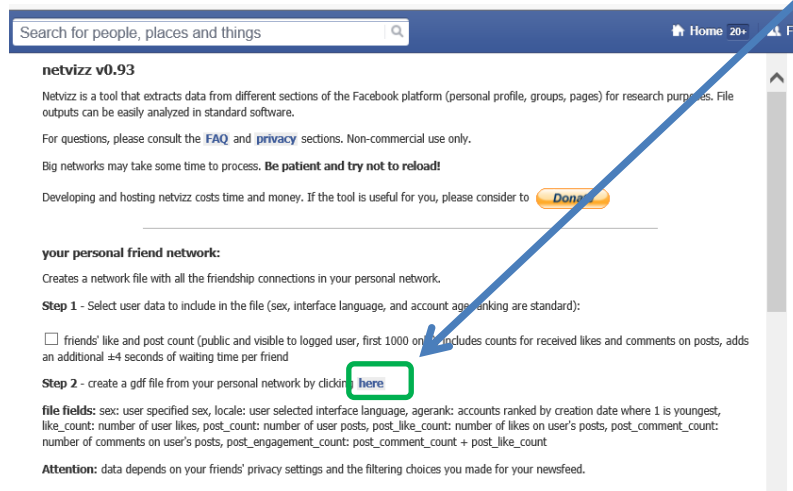 Search for people, places and things
Home 20+ F
netvizz v0.93
Netvizz is a tool that extracts data from different sections of the Facebook platform (personal profile, groups, pages) for research purposes. File
outputs can be easily analyzed in standard software.
For questions, please consult the FAQ and privacy sections. Non-commercial use only.
Big networks may take some time to process. Be patient and try not to reload!
Developing and hosting netvizz costs time and money. If the tool is useful for you, please consider to Donate
your personal friend network:
Creates a network file with all the friendship connections in your personal network.
Step 1 - Select user data to include in the file (sex, interface language, and account age ranking are standard):
friends' like and post count (public and visible to logged user, first 1000 only, includes counts for received likes and comments on posts, adds
an additional ±4 seconds of waiting time per friend
Step 2 - create a gdf file from your personal network by clicking here
file fields: sex: user specified sex, locale: user selected interface language, agerank: accounts ranked by creation date where 1 is youngest,
like_count: number of user likes, post_count: number of user posts, post_like_count: number of likes on user's posts, post_comment_count:
number of comments on user's posts, post_engagement_count: post_comment_count + post_like_count
Attention: data depends on your friends' privacy settings and the filtering choices you made for your newsfeed.